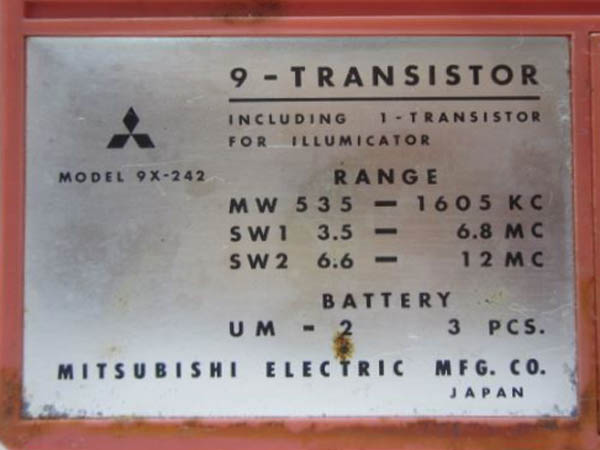 9 - TRANSISTOR
INCLUDING 1 - TRANSISTOR
FOR ILLUMICATOR
MODEL 9X-242
RANGE
MW 535 — 1605 KC
SW1 3.5 — 6.8 MC
SW2 6.6 — 12 MC
BATTERY
UM - 2 3 PCS.
MITSUBISHI ELECTRIC MFG. CO.
JAPAN